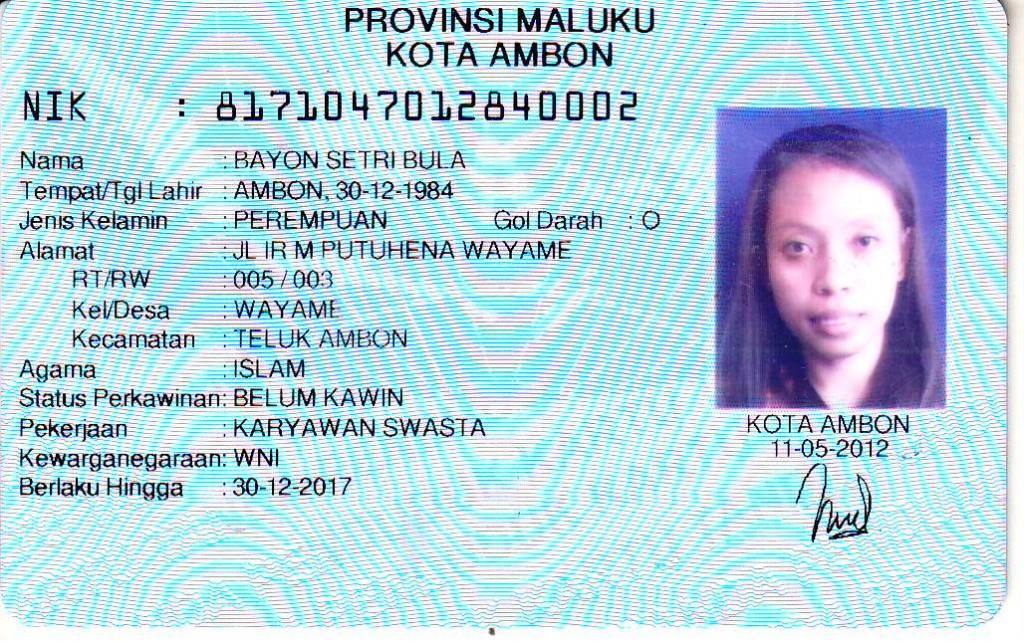 PROVINSI MALUKU
KOTA AMBON
NIK : 8171047012840002
Nama : BAYON SETRI BULA
Tempat/Tgl Lahir : AMBON, 30-12-1984
Jenis Kelamin : PEREMPUAN Gol Darah : O
Alamat : JL IR M PUTUHENA WAYAME
RT/RW : 005 / 003
Kel/Desa : WAYAME
Kecamatan : TELUK AMBON
Agama : ISLAM
Status Perkawinan: BELUM KAWIN
Pekerjaan : KARYAWAN SWASTA
Kewarganegaraan: WNI
Berlaku Hingga : 30-12-2017
KOTA AMBON
11-05-2012